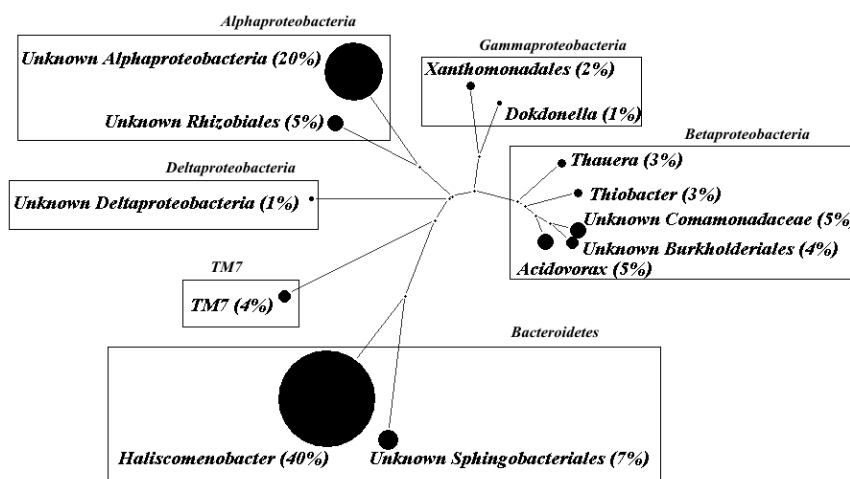 Alphaproteobacteria
Unknown Alphaproteobacteria (20%)
Unknown Rhizobiales (5%)
Gammaproteobacteria
Xanthomonadales (2%)
Dokdonella (1%)
Betaproteobacteria
Thauera (3%)
Thiobacter (3%)
Unknown Comamonadaceae (5%)
Unknown Burkholderiales (4%)
Acidovorax (5%)
Deltaproteobacteria
Unknown Deltaproteobacteria (1%)
TM7
TM7 (4%)
Bacteroidetes
Haliscomenobacter (40%)
Unknown Sphingobacteriales (7%)